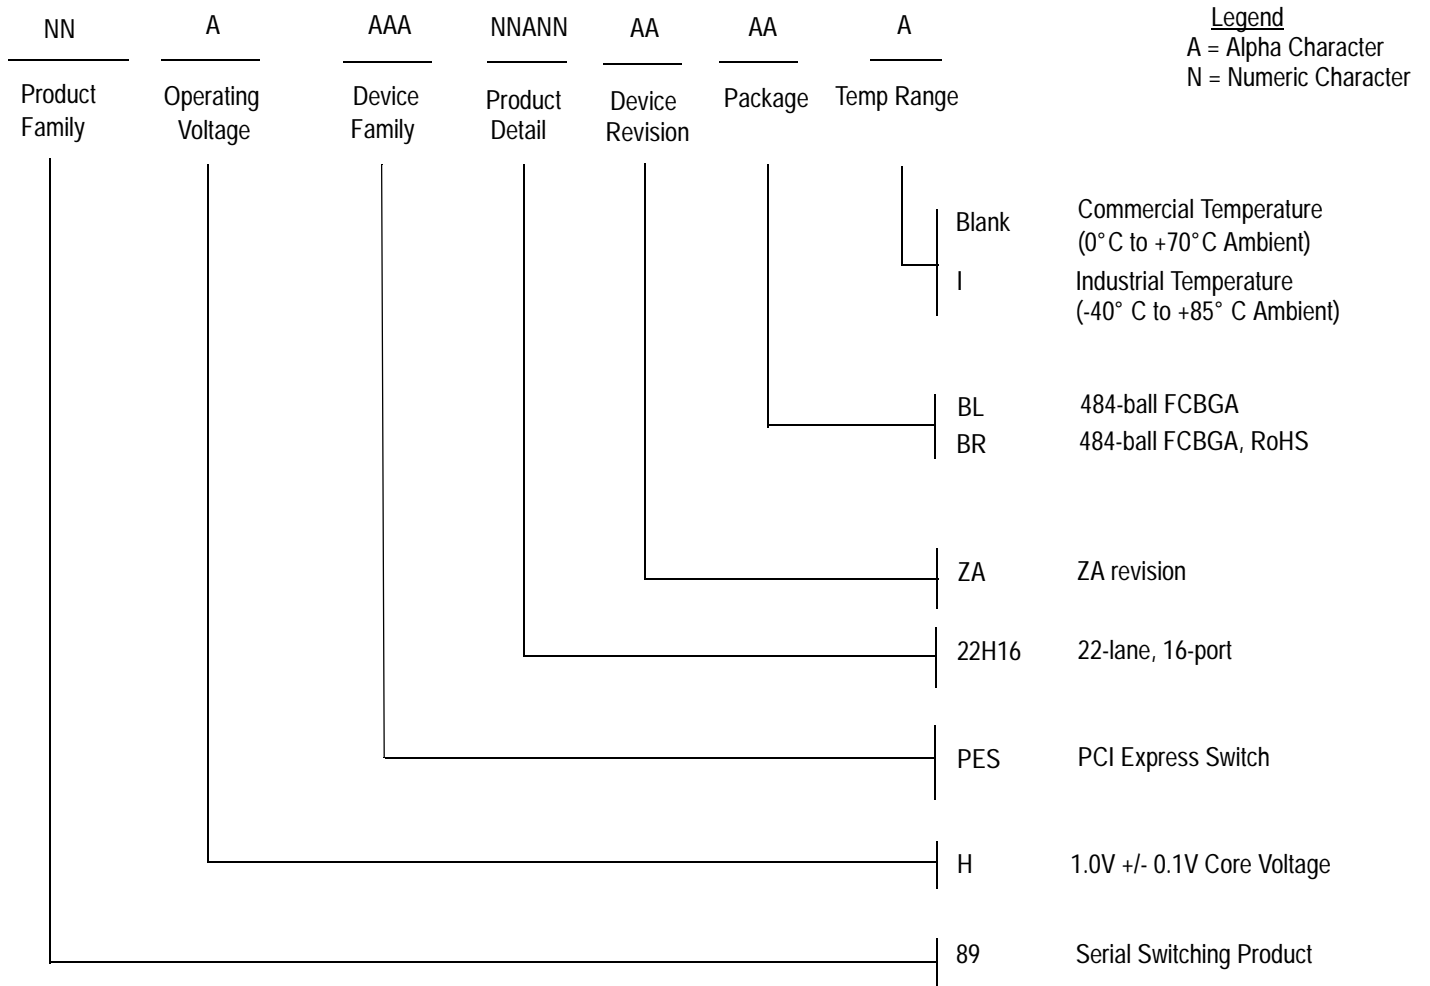 NN A AAA NNANN AA AA A
Legend
A = Alpha Character
N = Numeric Character
Product Family
Operating Voltage
Device Family
Product Detail
Device Revision
Package
Temp Range
Blank Commercial Temperature
(0°C to +70°C Ambient)
I Industrial Temperature
(-40° C to +85° C Ambient)
BL 484-ball FCBGA
BR 484-ball FCBGA, RoHS
ZA ZA revision
22H16 22-lane, 16-port
PES PCI Express Switch
H 1.0V +/- 0.1V Core Voltage
89 Serial Switching Product